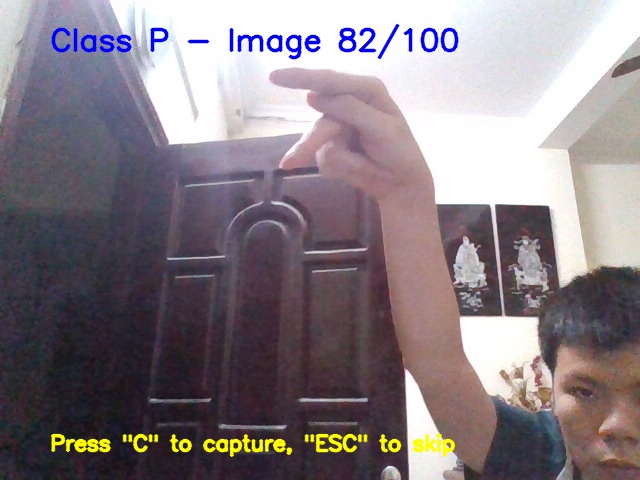 Class P - Image 82/100
Press "C" to capture, "ESC" to skip